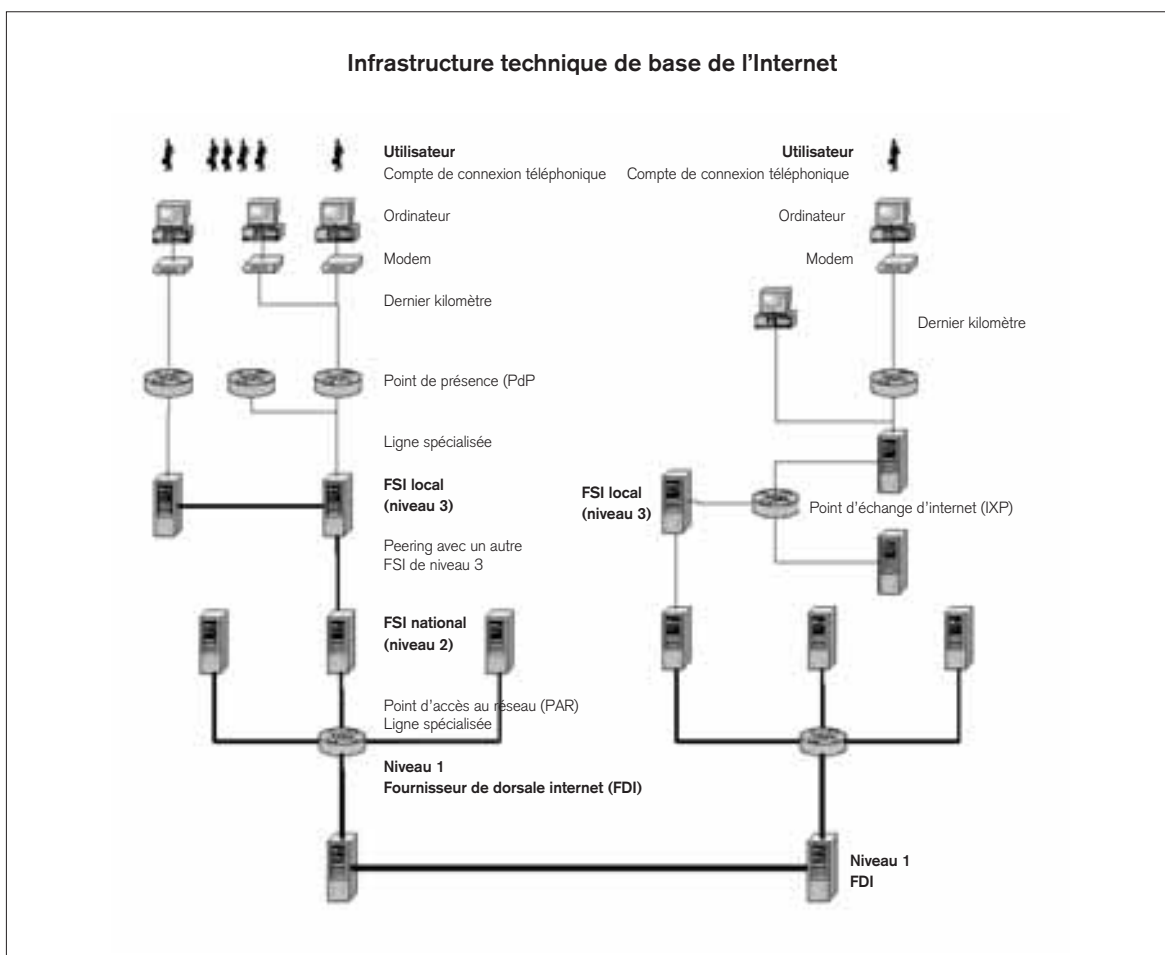 Infrastructure technique de base de l'Internet
Utilisateur
Compte de connexion téléphonique
Ordinateur
Modem
Dernier kilomètre
Point de présence (PdP
Ligne spécialisée
FSI local
(niveau 3)
Peering avec un autre
FSI de niveau 3
FSI national
(niveau 2)
Point d'accès au réseau (PAR)
Ligne spécialisée
Niveau 1
Fournisseur de dorsale internet (FDI)
Utilisateur
Compte de connexion téléphonique
Ordinateur
Modem
Dernier kilomètre
FSI local
(niveau 3)
Point d'échange d'internet (IXP)
Niveau 1
FDI